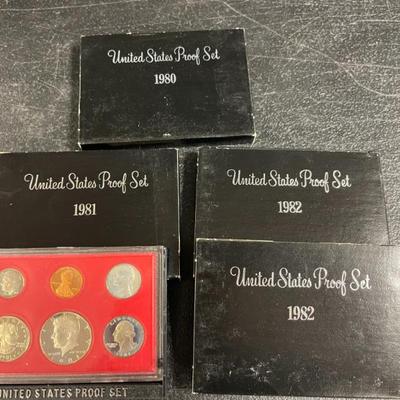 United States Proof Set
1980
United States Proof Set
1981
United States Proof Set
1982
United States Proof Set
1982
UNITED STATES PROOF SET